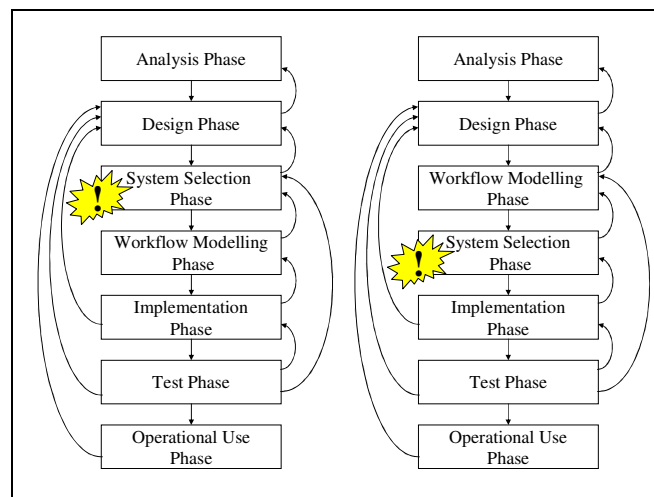 Analysis Phase
Design Phase
System Selection
Phase
!
Workflow Modelling
Phase
Implementation
Phase
Test Phase
Operational Use
Phase
Analysis Phase
Design Phase
Workflow Modelling
Phase
System Selection
Phase
!
Implementation
Phase
Test Phase
Operational Use
Phase